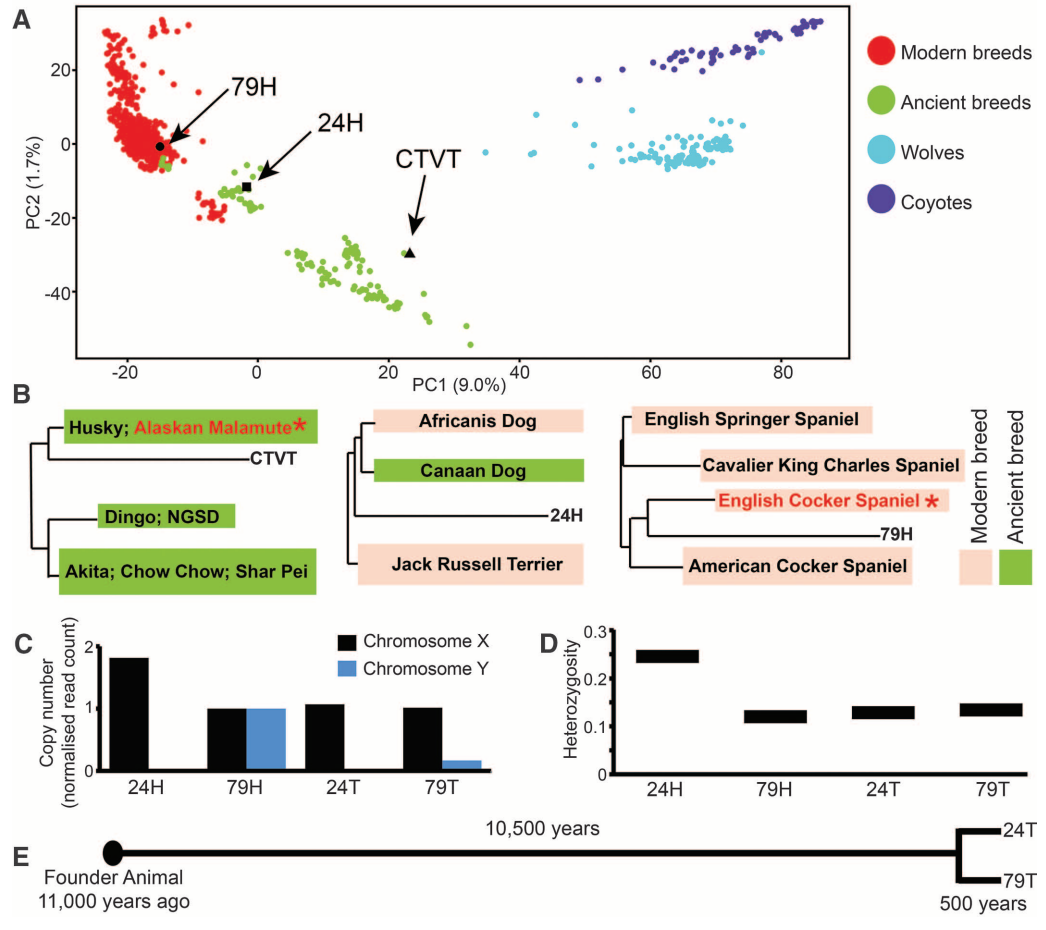 A
79H
24H
CTVT
PC2 (1.7%)
20
0
-20
-40
-20
0
20
40
60
80
PC1 (9.0%)
Modern breeds
Ancient breeds
Wolves
Coyotes
B
Husky; Alaskan Malamute*
CTVT
Dingo; NGSD
Akita; Chow Chow; Shar Pei
Africanis Dog
Canaan Dog
24H
Jack Russell Terrier
English Springer Spaniel
Cavalier King Charles Spaniel
English Cocker Spaniel *
79H
American Cocker Spaniel
Modern breed
Ancient breed
C
Copy number
(normalised read count)
2
1
0
Chromosome X
Chromosome Y
24H
79H
24T
79T
D
Heterozygosity
0.3
0.2
0.1
0
24H
79H
24T
79T
E
10,500 years
Founder Animal
11,000 years ago
24T
79T
500 years